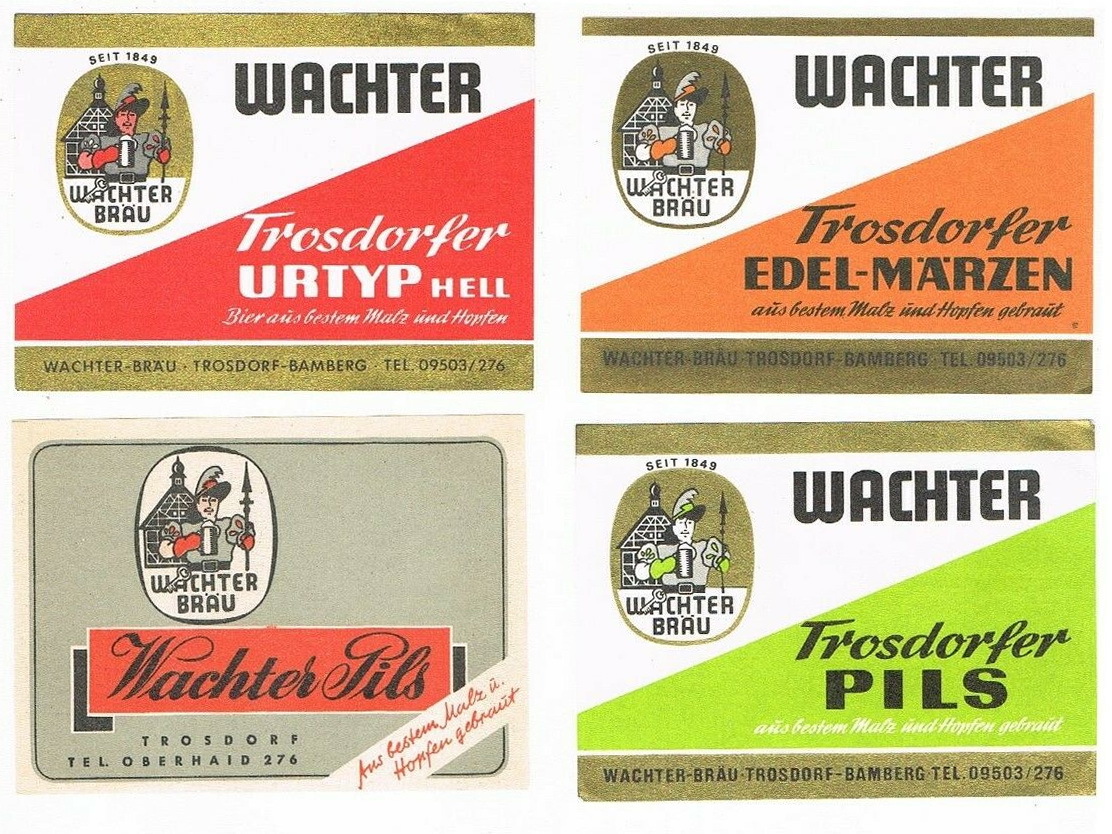 SEIT 1849
WACHTER
WACHTER
BRÄU
Trosdorfer
URTYP HELL
Bier aus bestem Malz und Hopfen
WACHTER-BRÄU · TROSDORF-BAMBERG · TEL. 09503/276
SEIT 1849
WACHTER
WACHTER
BRÄU
Trosdorfer
EDEL-MÄRZEN
aus bestem Malz und Hopfen gebraut
WACHTER-BRÄU·TROSDORF-BAMBERG·TEL.09503/276
WACHTER
BRÄU
Wachter Pils
Aus bestem Malz u.
Hopfen gebraut
TROSDORF
TEL. OBERHAID 276
SEIT 1849
WACHTER
WACHTER
BRÄU
Trosdorfer
PILS
aus bestem Malz und Hopfen gebraut
WACHTER-BRÄU·TROSDORF-BAMBERG·TEL.09503/276